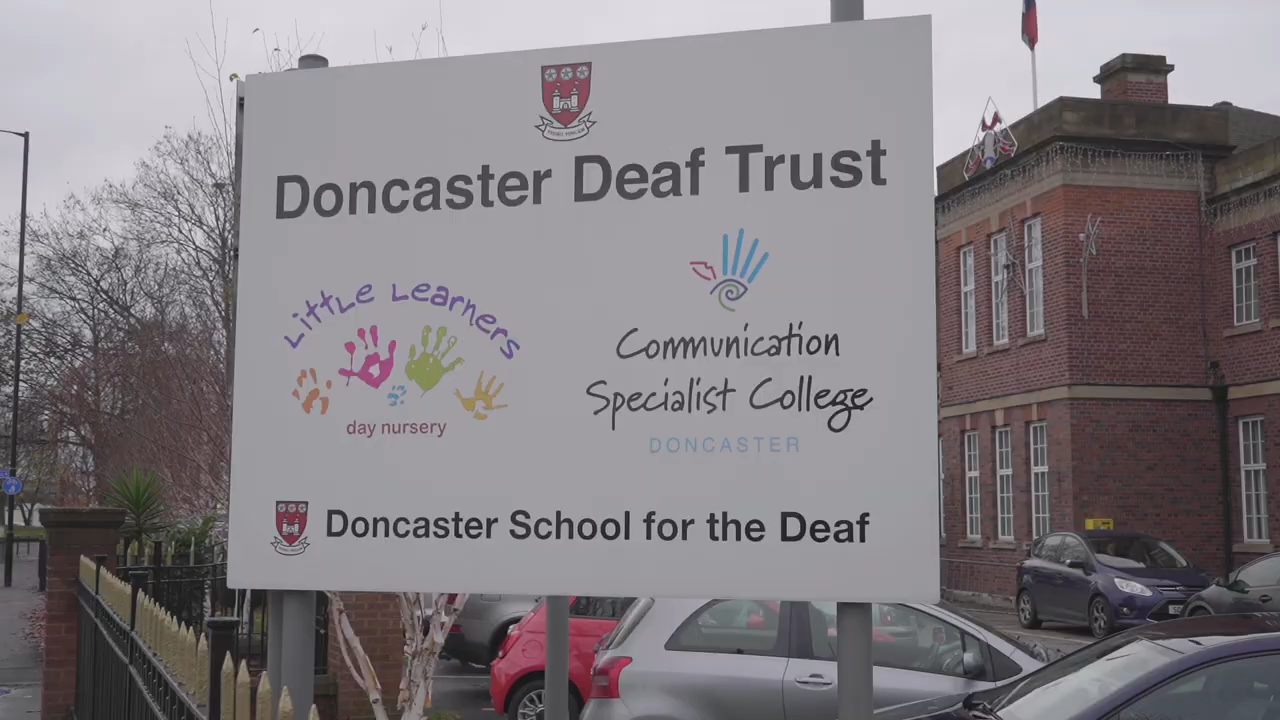 Doncaster Deaf Trust
Little Learners
day nursery
Communication
Specialist College
DONCASTER
Doncaster School for the Deaf